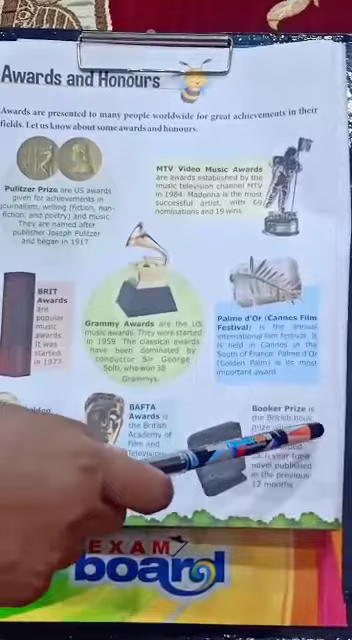 Awards and Honours
Awards are presented to many people worldwide for great achievements in their
fields. Let us know about some awards and honours.
Pulitzer Prize are US awards
given for achievements in
journalism, writing (fiction, non-
fiction, and poetry) and music.
They are named after
publisher Joseph Pulitzer
and began in 1917.
MTV Video Music Awards
are awards established by the
music television channel MTV
in 1984. Madonna is the most
successful artist, with 69
nominations and 19 wins.
BRIT
Awards
are
popular
music
awards.
It was
started
in 1977.
Grammy Awards are the US
music awards. They were started
in 1959. The classical awards
have been dominated by
conductor Sir George
Solti, who won 38
Grammys.
Palme D'or (Cannes Film
Festival) is the annual
international film festival. It
is held in Cannes in the
South of France. Palme d'Or
(Golden Palm) is its most
important award.
BAFTA
Awards is
the British
Academy of
Film and
Television
Booker Prize is
the British book
prize
each year for a
novel published
in the previous
12 months.
EXAM
board